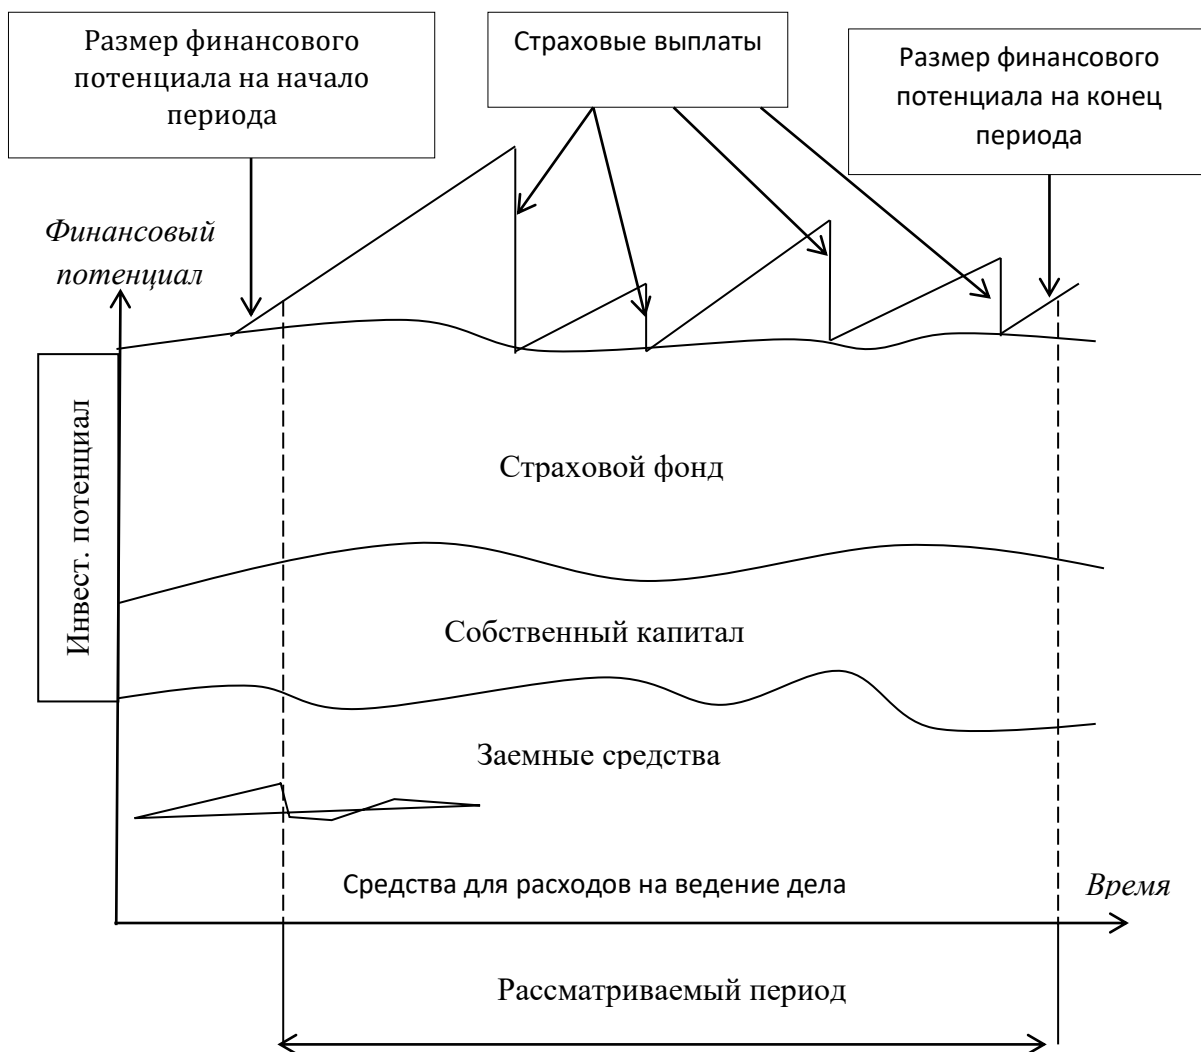 Размер финансового
потенциала на начало
периода
Страховые выплаты
Размер финансового
потенциала на конец
периода
Финансовый
потенциал
Инвест. потенциал
Страховой фонд
Собственный капитал
Заемные средства
Средства для расходов на ведение дела
Время
Рассматриваемый период